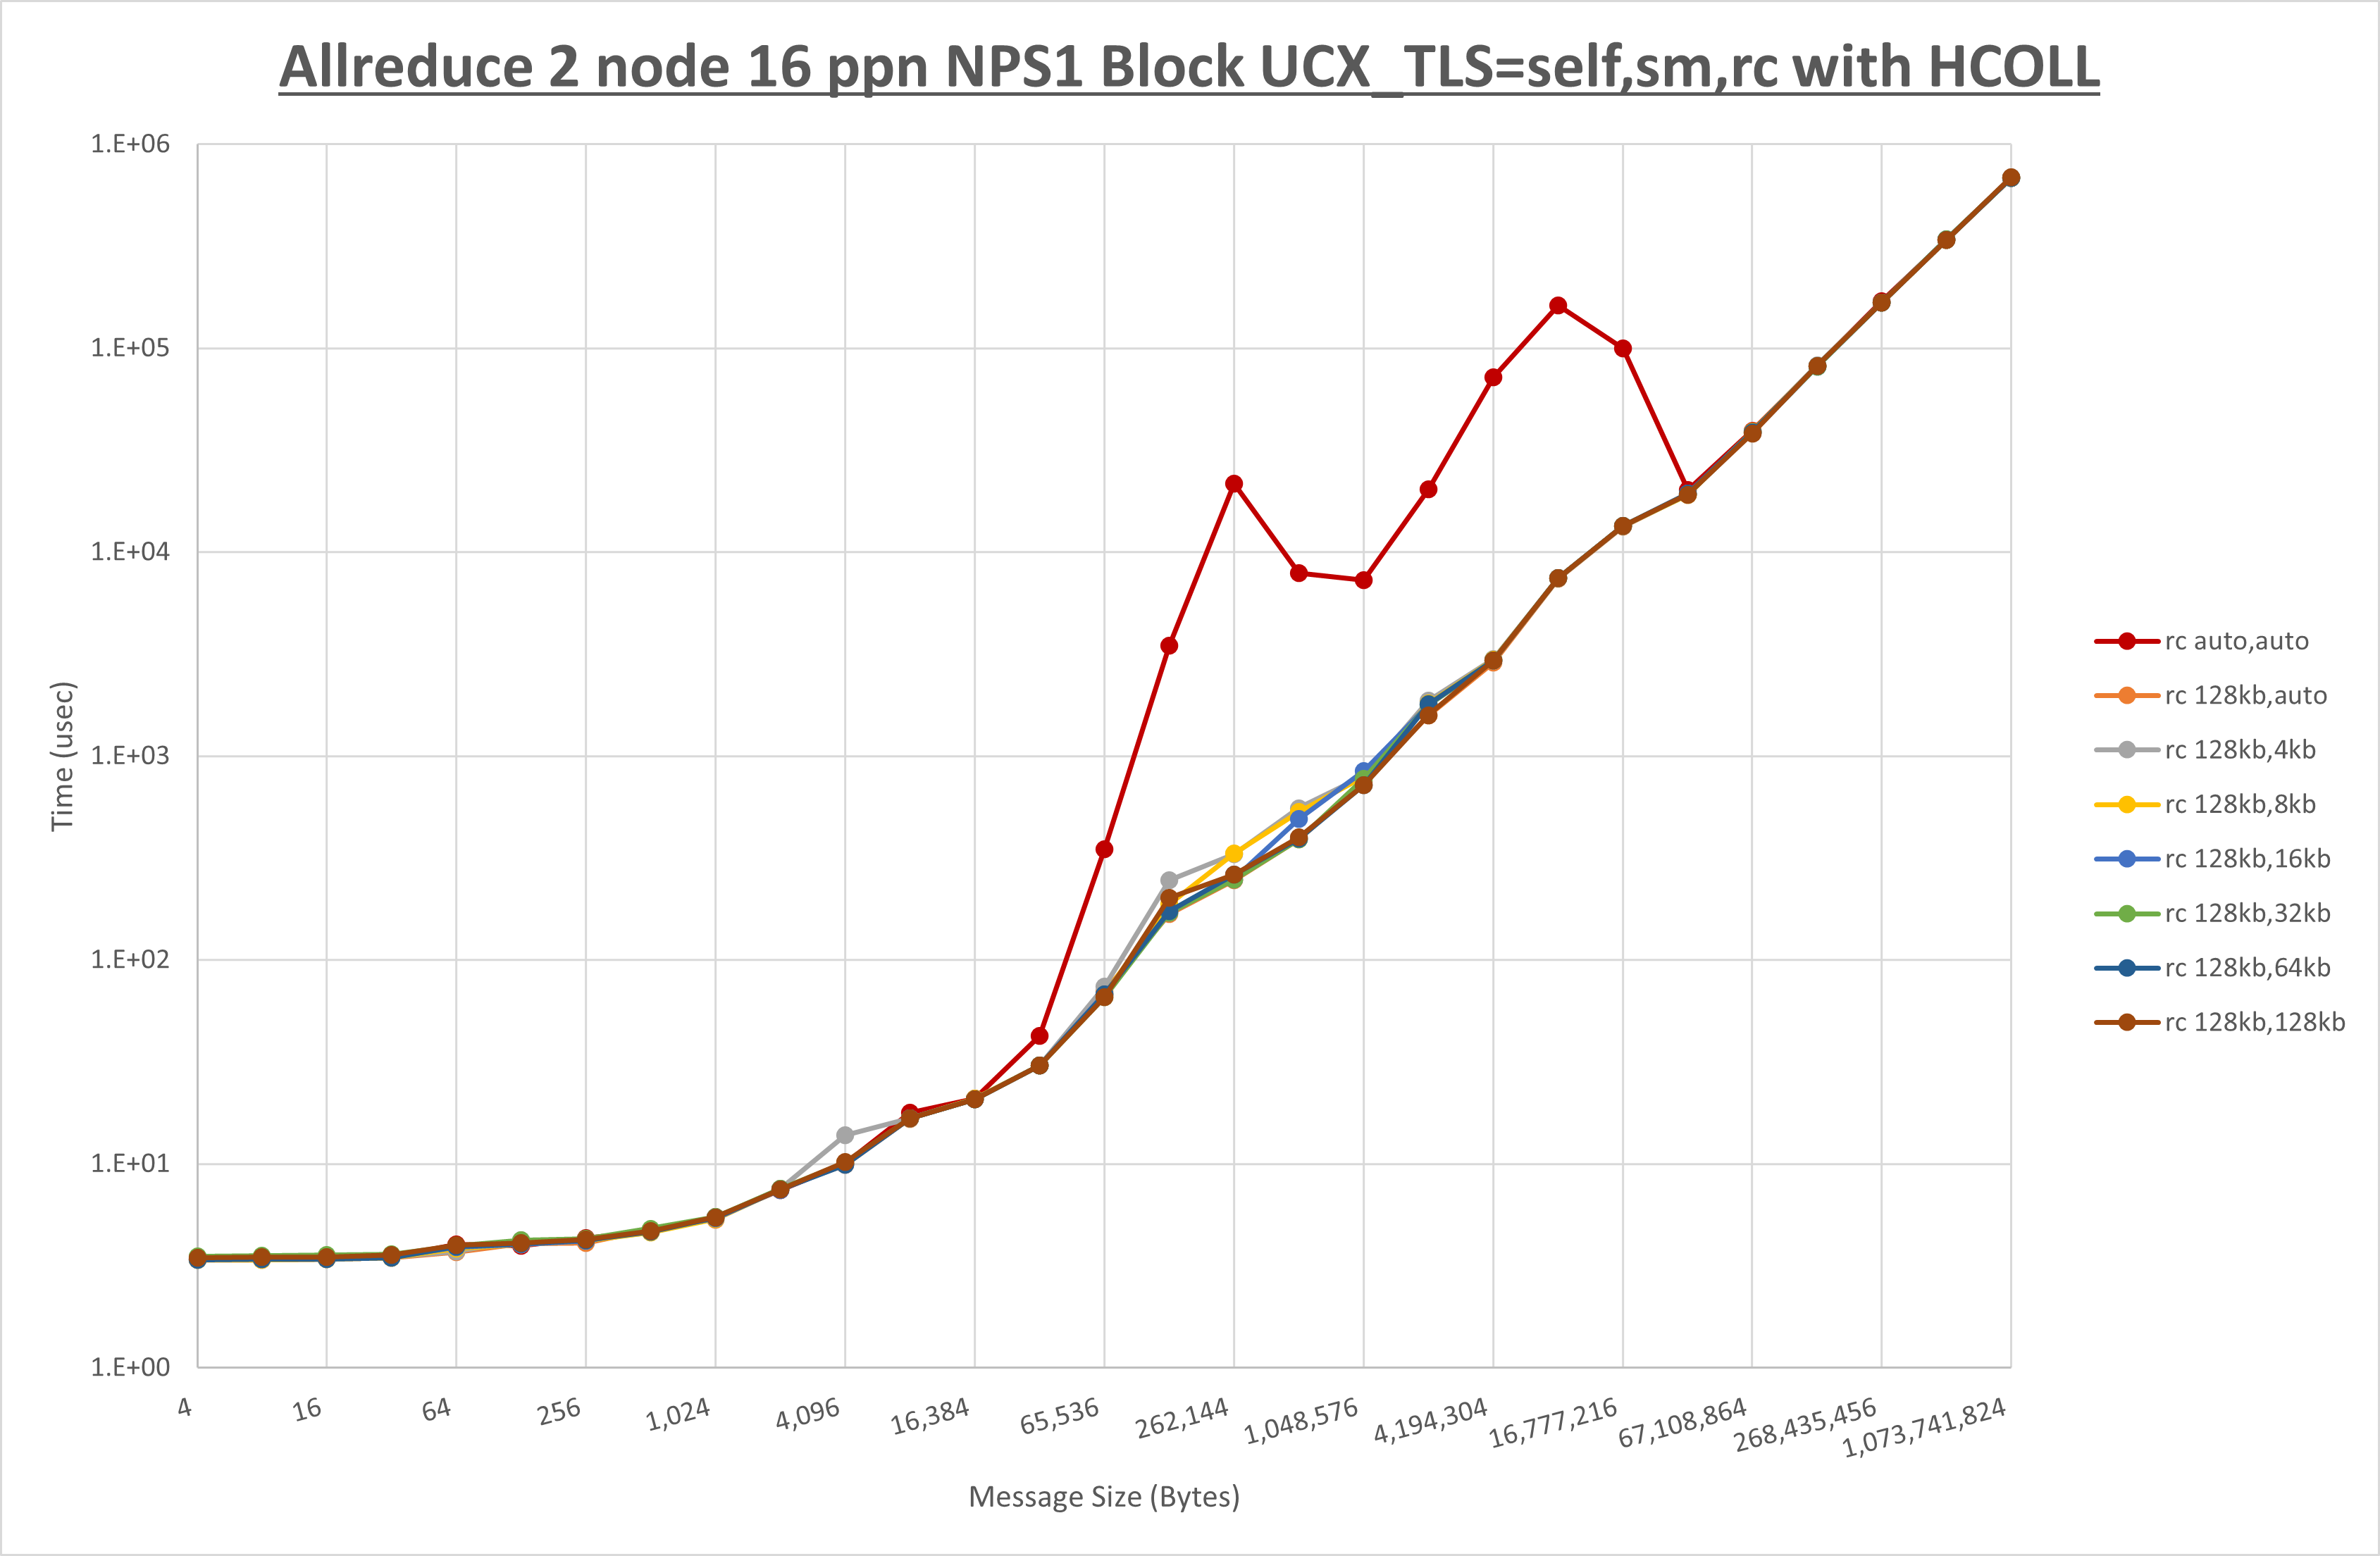 Allreduce 2 node 16 ppn NPS1 Block UCX_TLS=self,sm,rc with HCOLL
1.E+06
1.E+05
1.E+04
1.E+03
1.E+02
1.E+01
1.E+00
Time (usec)
4
16
64
256
1,024
4,096
16,384
65,536
262,144
1,048,576
4,194,304
16,777,216
67,108,864
268,435,456
1,073,741,824
Message Size (Bytes)
rc auto,auto
rc 128kb,auto
rc 128kb,4kb
rc 128kb,8kb
rc 128kb,16kb
rc 128kb,32kb
rc 128kb,64kb
rc 128kb,128kb